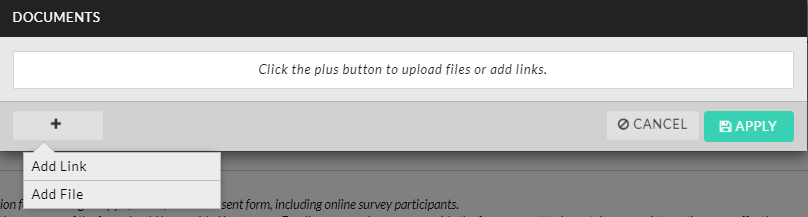 DOCUMENTS
Click the plus button to upload files or add links.
+
CANCEL
APPLY
Add Link
Add File
sent form, including online survey participants.